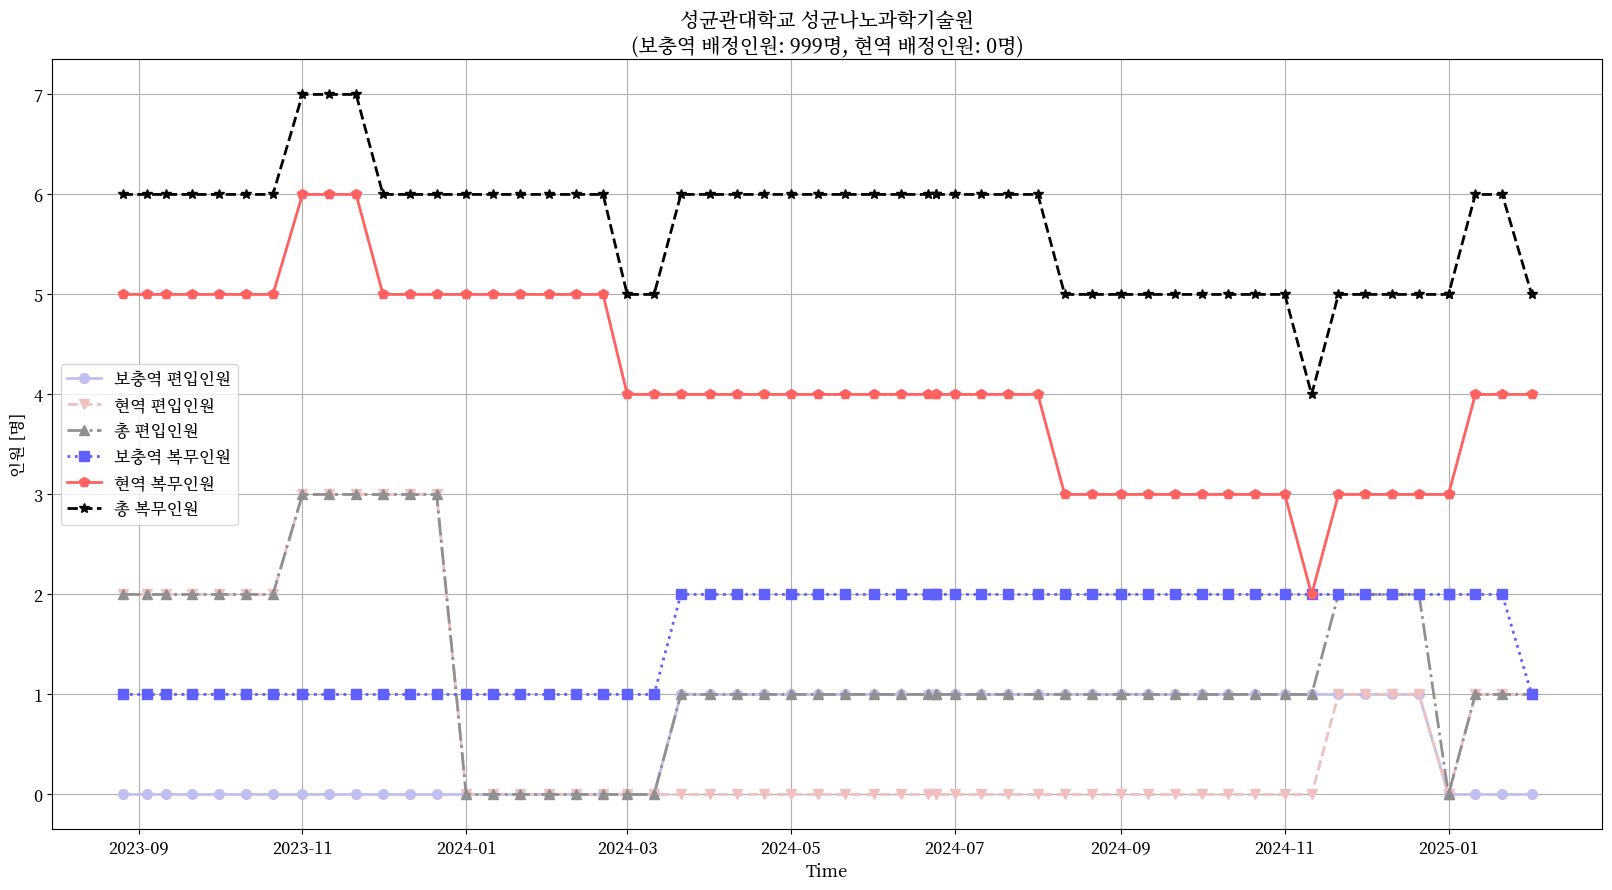 성균관대학교 성균나노과학기술원
(보충역 배정인원: 999명, 현역 배정인원: 0명)
인원 [명]
7
6
5
4
3
2
1
0
보충역 편입인원
현역 편입인원
총 편입인원
보충역 복무인원
현역 복무인원
총 복무인원
2023-09
2023-11
2024-01
2024-03
2024-05
2024-07
2024-09
2024-11
2025-01
Time